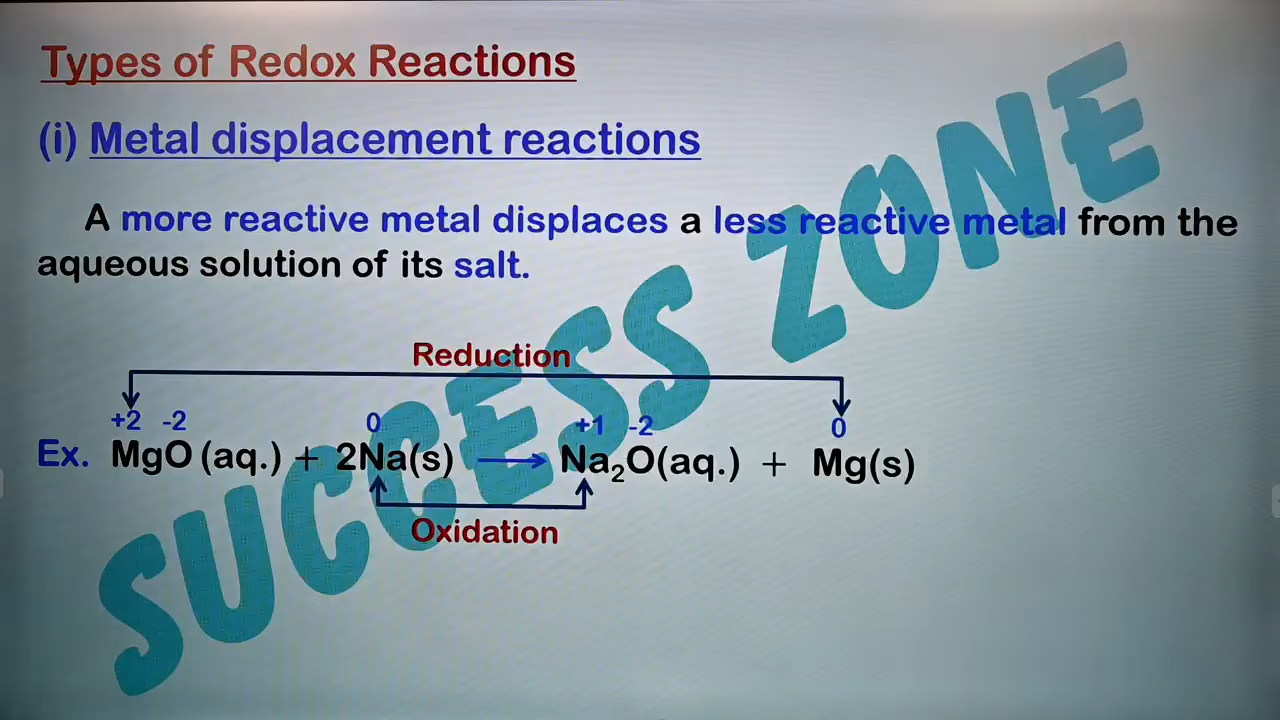 Types of Redox Reactions
(i) Metal displacement reactions
A more reactive metal displaces a less reactive metal from the
aqueous solution of its salt.
Reduction
+2 -2 0 +1 -2 0
Ex. MgO (aq.) + 2Na(s) ⟶ Na₂O(aq.) + Mg(s)
Oxidation
SUCCESS ZONE